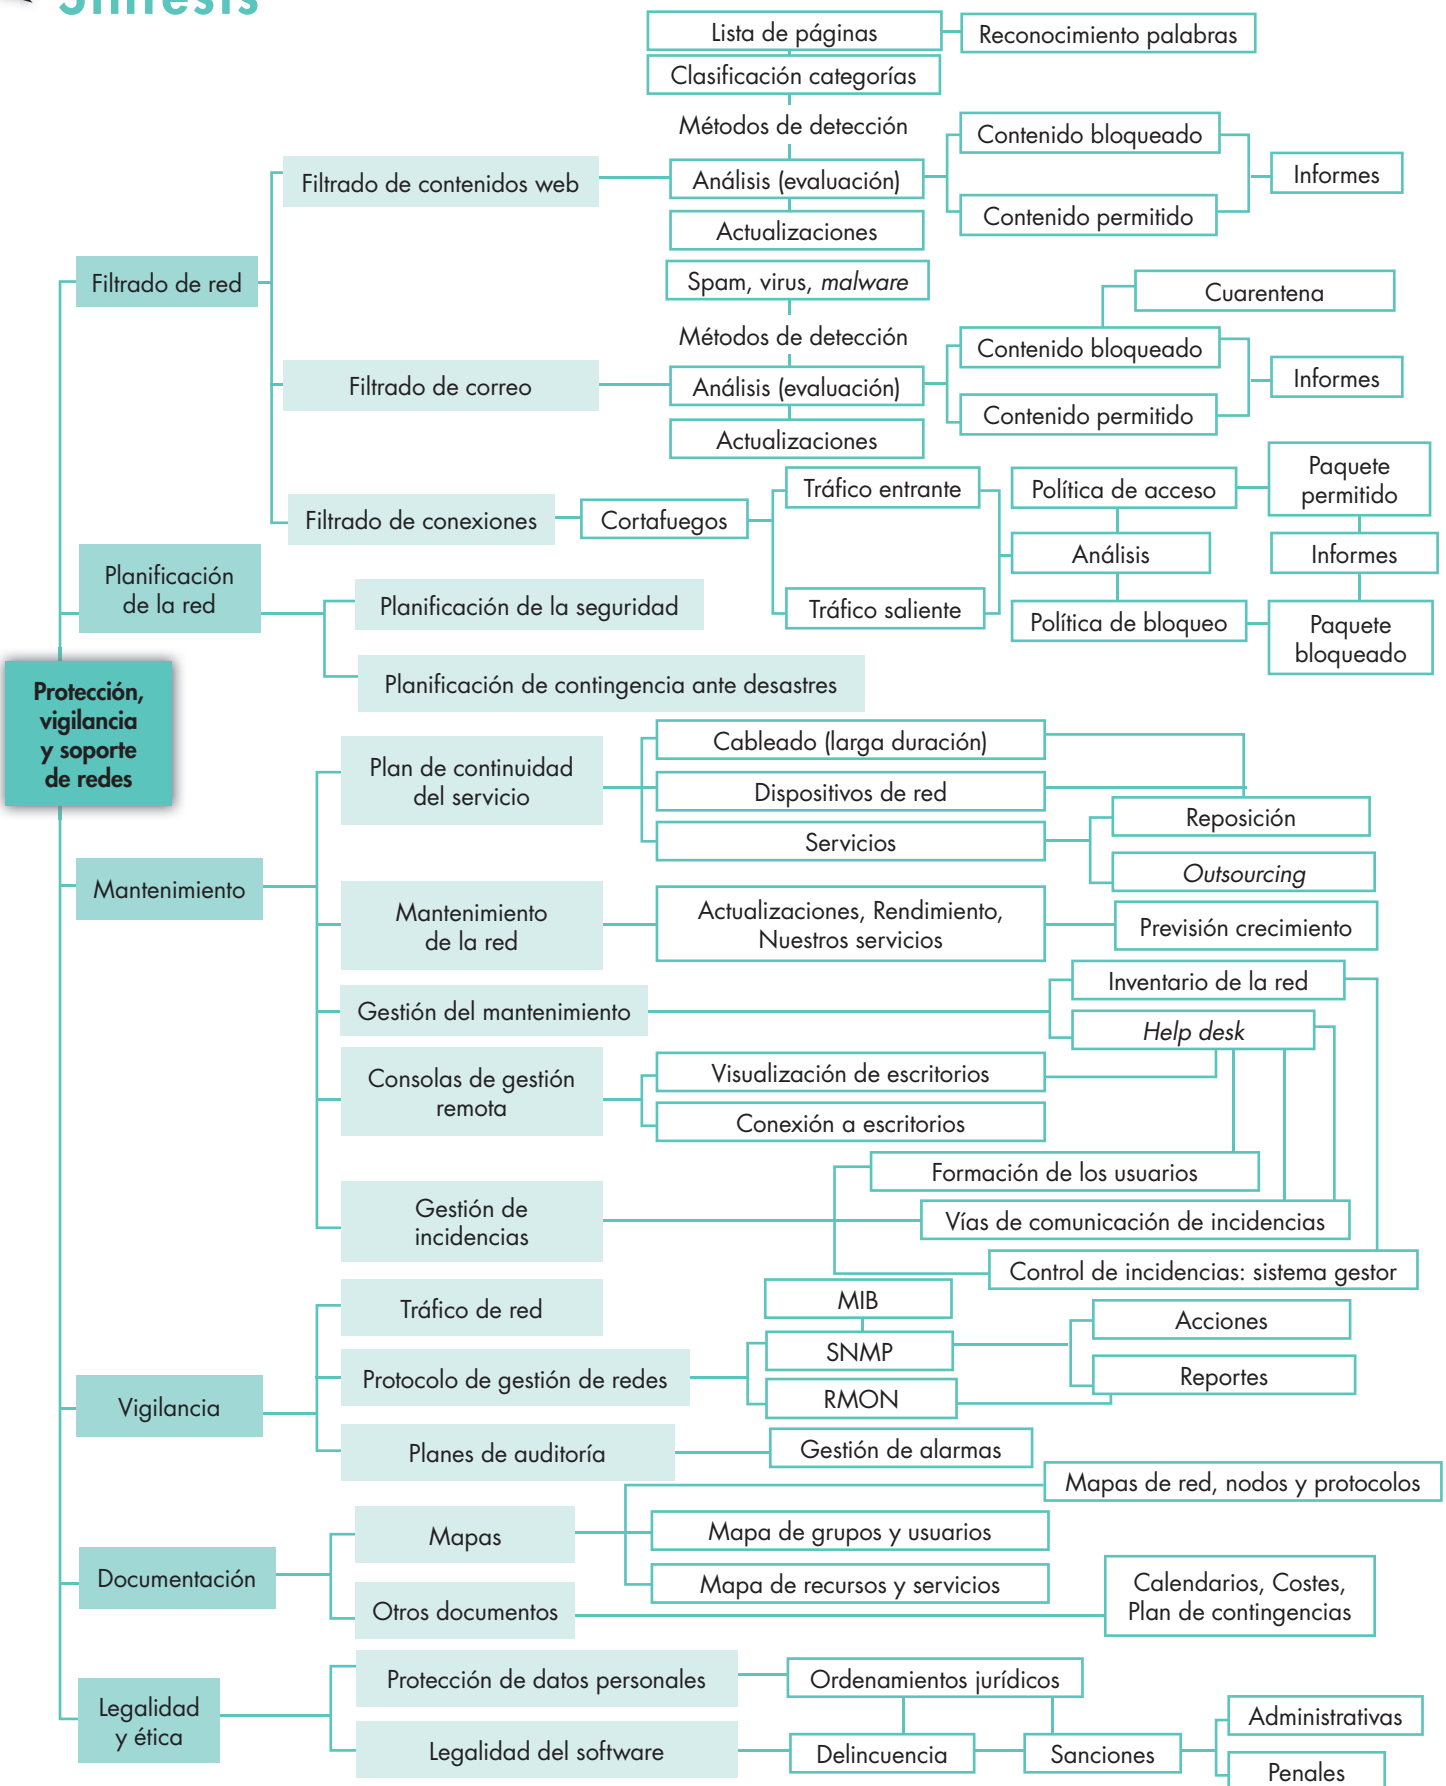 Síntesis
Lista de páginas
Reconocimiento palabras
Clasificación categorías
Métodos de detección
Contenido bloqueado
Filtrado de contenidos web
Análisis (evaluación)
Informes
Contenido permitido
Actualizaciones
Filtrado de red
Spam, virus, malware
Cuarentena
Métodos de detección
Contenido bloqueado
Filtrado de correo
Análisis (evaluación)
Informes
Contenido permitido
Actualizaciones
Filtrado de conexiones
Cortafuegos
Tráfico entrante
Tráfico saliente
Política de acceso
Análisis
Política de bloqueo
Paquete
permitido
Informes
Paquete
bloqueado
Planificación
de la red
Planificación de la seguridad
Planificación de contingencia ante desastres
Protección,
vigilancia
y soporte
de redes
Mantenimiento
Plan de continuidad
del servicio
Cableado (larga duración)
Dispositivos de red
Servicios
Reposición
Outsourcing
Mantenimiento
de la red
Actualizaciones, Rendimiento,
Nuestros servicios
Previsión crecimiento
Gestión del mantenimiento
Inventario de la red
Help desk
Consolas de gestión
remota
Visualización de escritorios
Conexión a escritorios
Gestión de
incidencias
Formación de los usuarios
Vías de comunicación de incidencias
Control de incidencias: sistema gestor
Vigilancia
Tráfico de red
Protocolo de gestión de redes
MIB
SNMP
RMON
Acciones
Reportes
Planes de auditoría
Gestión de alarmas
Documentación
Mapas
Mapas de red, nodos y protocolos
Mapa de grupos y usuarios
Mapa de recursos y servicios
Otros documentos
Calendarios, Costes,
Plan de contingencias
Legalidad
y ética
Protección de datos personales
Ordenamientos jurídicos
Legalidad del software
Delincuencia
Sanciones
Administrativas
Penales